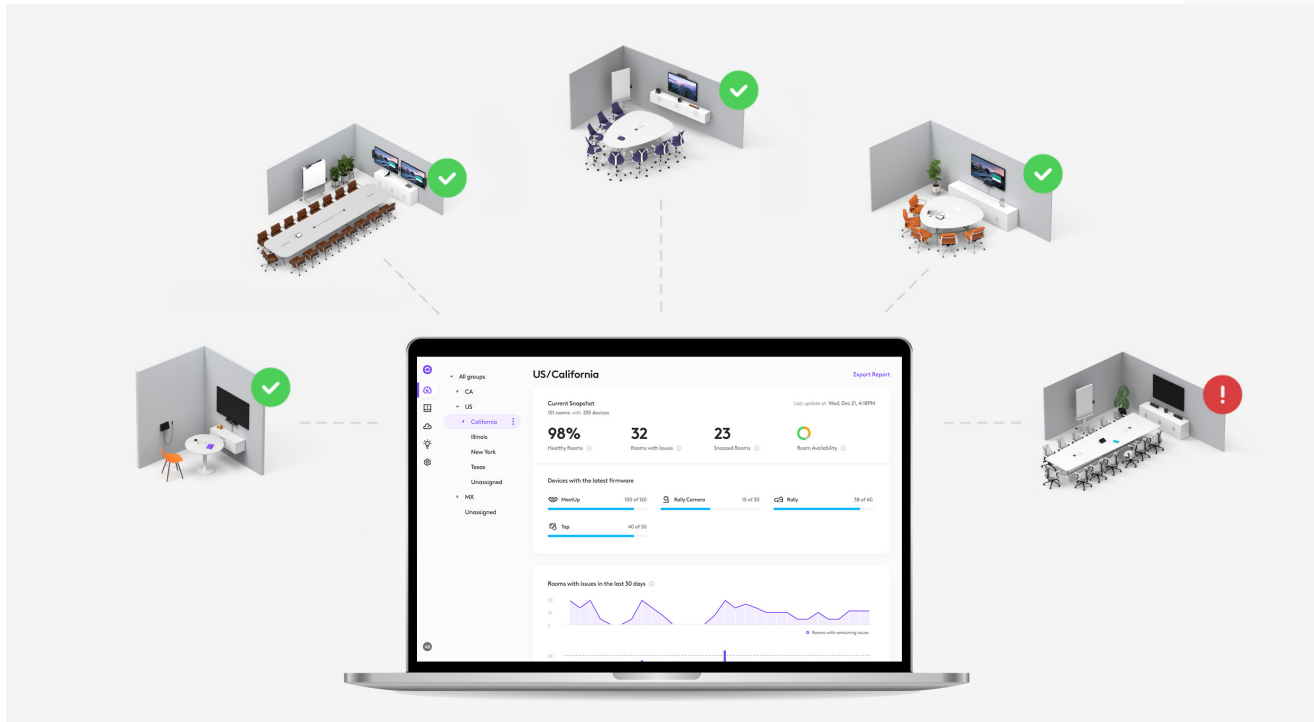 All groups
CA
US
California
Illinois
New York
Texas
Unassigned
MX
Unassigned
AS
US/California
Export Report
Current Snapshot
Last update at Wed, Dec 21, 4:18PM
151 rooms with 255 devices
98%
32
23
Healthy Rooms
Rooms with Issues
Snoozed Rooms
Room Availability
Devices with the latest firmware
MeetUp 100 of 120
Rally Camera 15 of 30
Rally 38 of 60
Tap 40 of 50
Rooms with issues in the last 30 days
15
0
Rooms with remaining issues
40